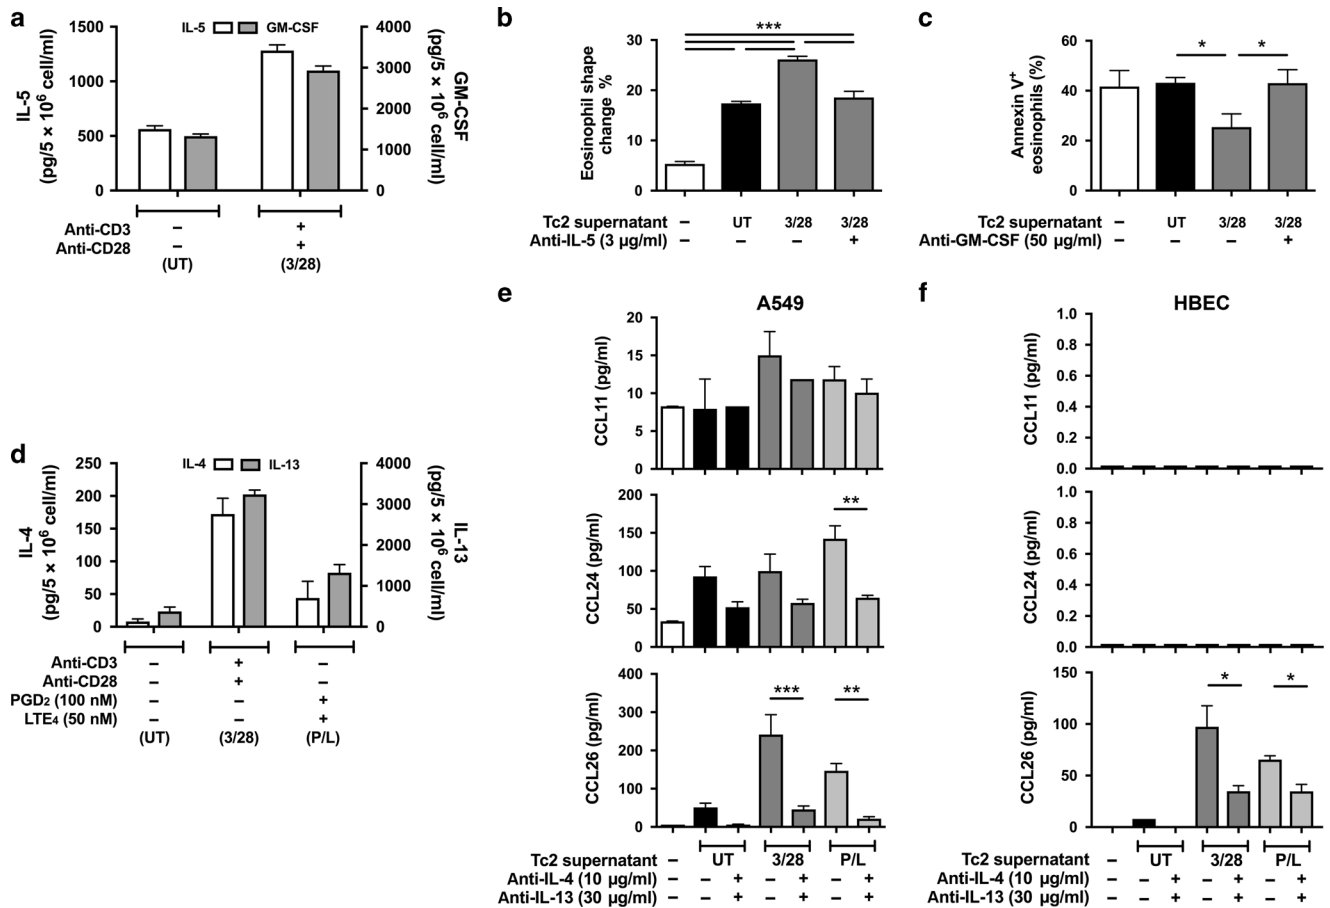 a
IL-5 GM-CSF
IL-5
(pg/5 × 10⁶ cell/ml)
1500
1000
500
0
4000
3000
2000
1000
0
GM-CSF
(pg/5 × 10⁶ cell/ml)
Anti-CD3 – +
Anti-CD28 – +
(UT) (3/28)
b
***
Eosinophil shape
change %
30
20
10
0
Tc2 supernatant – UT 3/28 3/28
Anti-IL-5 (3 µg/ml) – – – +
c
* *
Annexin V⁺
eosinophils (%)
60
40
20
0
Tc2 supernatant – UT 3/28 3/28
Anti-GM-CSF (50 µg/ml) – – – +
d
IL-4 IL-13
IL-4
(pg/5 × 10⁶ cell/ml)
250
200
150
100
50
0
4000
3000
2000
1000
0
IL-13
(pg/5 × 10⁶ cell/ml)
Anti-CD3 – + –
Anti-CD28 – + –
PGD₂ (100 nM) – – +
LTE₄ (50 nM) – – +
(UT) (3/28) (P/L)
e
A549
CCL11 (pg/ml)
20
15
10
5
0
CCL24 (pg/ml)
200
150
100
50
0
**
CCL26 (pg/ml)
400
300
200
100
0
*** **
Tc2 supernatant – UT 3/28 P/L
Anti-IL-4 (10 µg/ml) – – + – + – +
Anti-IL-13 (30 µg/ml) – – + – + – +
f
HBEC
CCL11 (pg/ml)
1.0
0.8
0.6
0.4
0.2
0.0
CCL24 (pg/ml)
1.0
0.8
0.6
0.4
0.2
0.0
CCL26 (pg/ml)
150
100
50
0
* *
Tc2 supernatant – UT 3/28 P/L
Anti-IL-4 (10 µg/ml) – – + – + – +
Anti-IL-13 (30 µg/ml) – – + – + – +